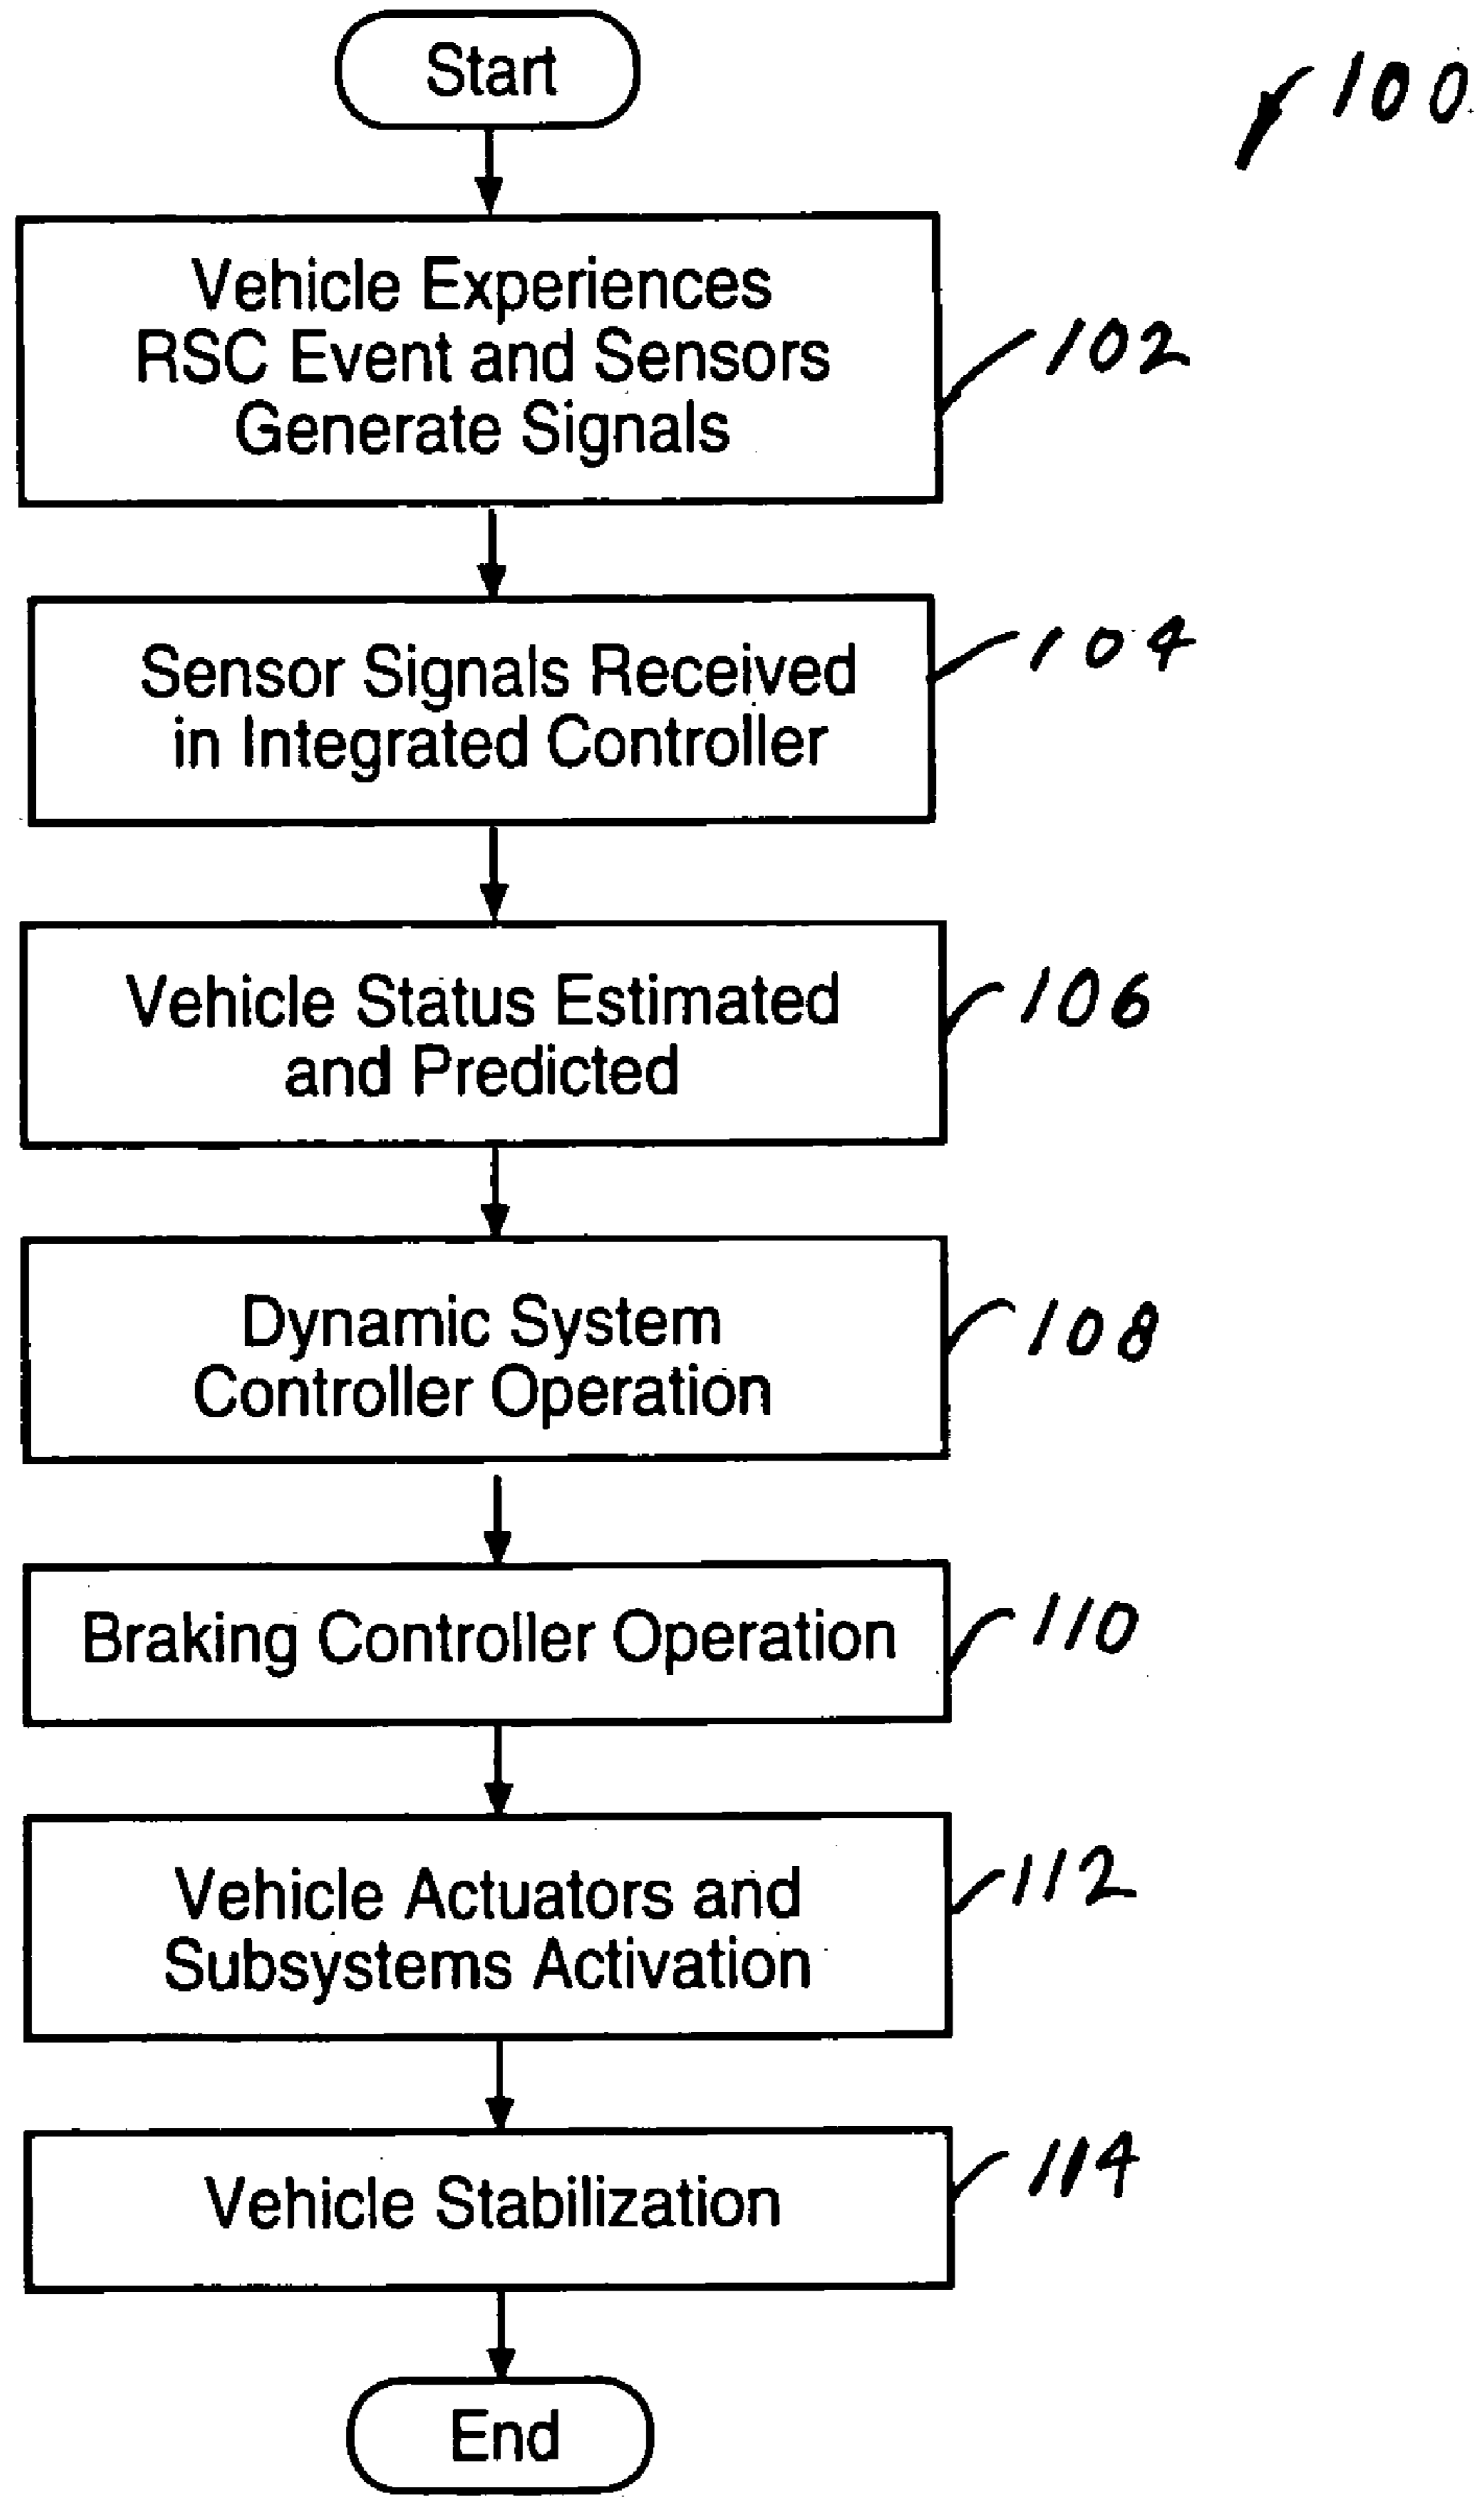 Start
100
Vehicle Experiences
RSC Event and Sensors
Generate Signals
102
Sensor Signals Received
in Integrated Controller
104
Vehicle Status Estimated
and Predicted
106
Dynamic System
Controller Operation
108
Braking Controller Operation
110
Vehicle Actuators and
Subsystems Activation
112
Vehicle Stabilization
114
End